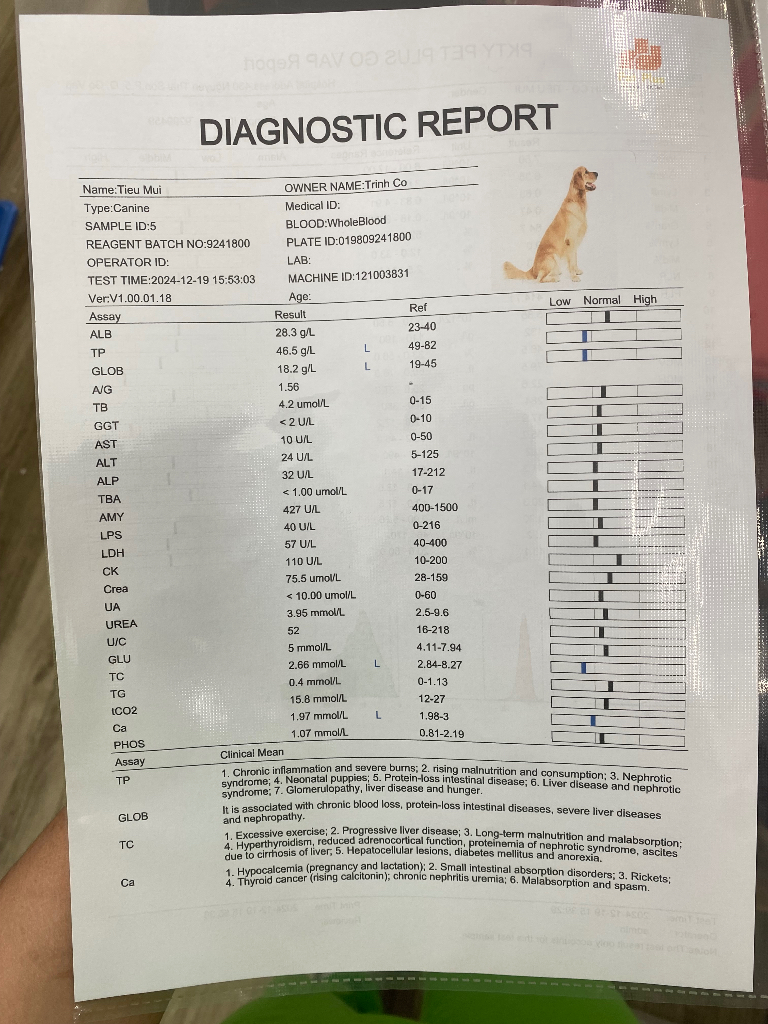 DIAGNOSTIC REPORT
Name:Tieu Mui OWNER NAME:Trinh Co
Type:Canine Medical ID:
SAMPLE ID:5 BLOOD:WholeBlood
REAGENT BATCH NO:9241800 PLATE ID:019809241800
OPERATOR ID: LAB:
TEST TIME:2024-12-19 15:53:03 MACHINE ID:121003831
Ver:V1.00.01.18 Age:
Assay Result Ref Low Normal High
ALB 28.3 g/L 23-40
TP 46.5 g/L L 49-82
GLOB 18.2 g/L L 19-45
A/G 1.56 -
TB 4.2 umol/L 0-15
GGT < 2 U/L 0-10
AST 10 U/L 0-50
ALT 24 U/L 5-125
ALP 32 U/L 17-212
TBA < 1.00 umol/L 0-17
AMY 427 U/L 400-1500
LPS 40 U/L 0-216
LDH 57 U/L 40-400
CK 110 U/L 10-200
Crea 75.5 umol/L 28-159
UA < 10.00 umol/L 0-60
UREA 3.95 mmol/L 2.5-9.6
U/C 52 16-218
GLU 5 mmol/L 4.11-7.94
TC 2.66 mmol/L L 2.84-8.27
TG 0.4 mmol/L 0-1.13
tCO2 15.8 mmol/L 12-27
Ca 1.97 mmol/L L 1.98-3
PHOS 1.07 mmol/L 0.81-2.19
Assay Clinical Mean
TP 1. Chronic inflammation and severe burns; 2. rising malnutrition and consumption; 3. Nephrotic
syndrome; 4. Neonatal puppies; 5. Protein-loss intestinal disease; 6. Liver disease and nephrotic
syndrome; 7. Glomerulopathy, liver disease and hunger.
GLOB It is associated with chronic blood loss, protein-loss intestinal diseases, severe liver diseases
and nephropathy.
TC 1. Excessive exercise; 2. Progressive liver disease; 3. Long-term malnutrition and malabsorption;
4. Hyperthyroidism, reduced adrenocortical function, proteinemia of nephrotic syndrome, ascites
due to cirrhosis of liver; 5. Hepatocellular lesions, diabetes mellitus and anorexia.
Ca 1. Hypocalcemia (pregnancy and lactation); 2. Small intestinal absorption disorders; 3. Rickets;
4. Thyroid cancer (rising calcitonin); chronic nephritis uremia; 6. Malabsorption and spasm.